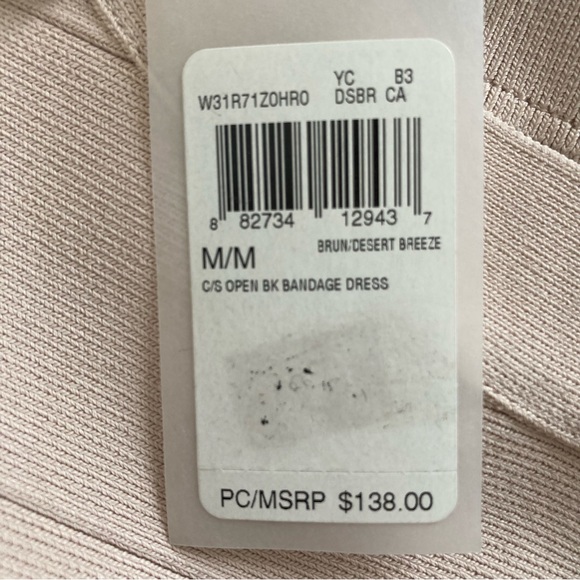 YC B3
W31R71Z0HR0 DSBR CA
8 82734 12943 7
BRUN/DESERT BREEZE
M/M
C/S OPEN BK BANDAGE DRESS
PC/MSRP $138.00